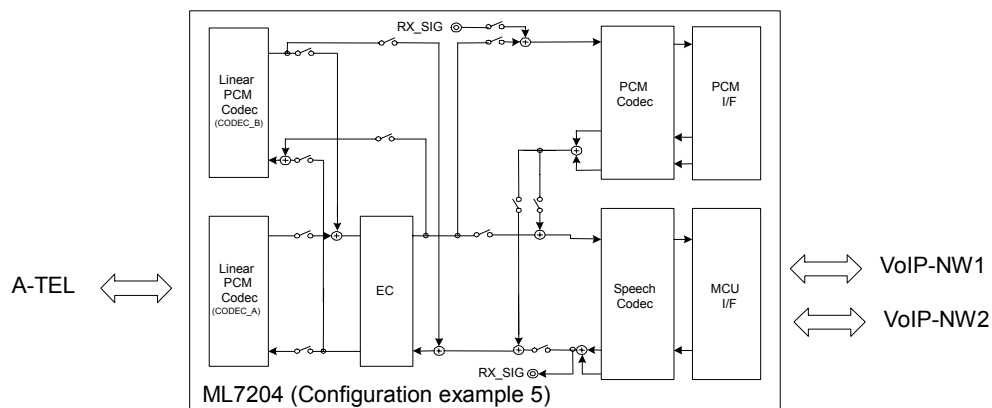 RX_SIG
Linear
PCM
Codec
(CODEC_B)
PCM
Codec
PCM
I/F
A-TEL
Linear
PCM
Codec
(CODEC_A)
EC
Speech
Codec
MCU
I/F
VoIP-NW1
VoIP-NW2
RX_SIG
ML7204 (Configuration example 5)